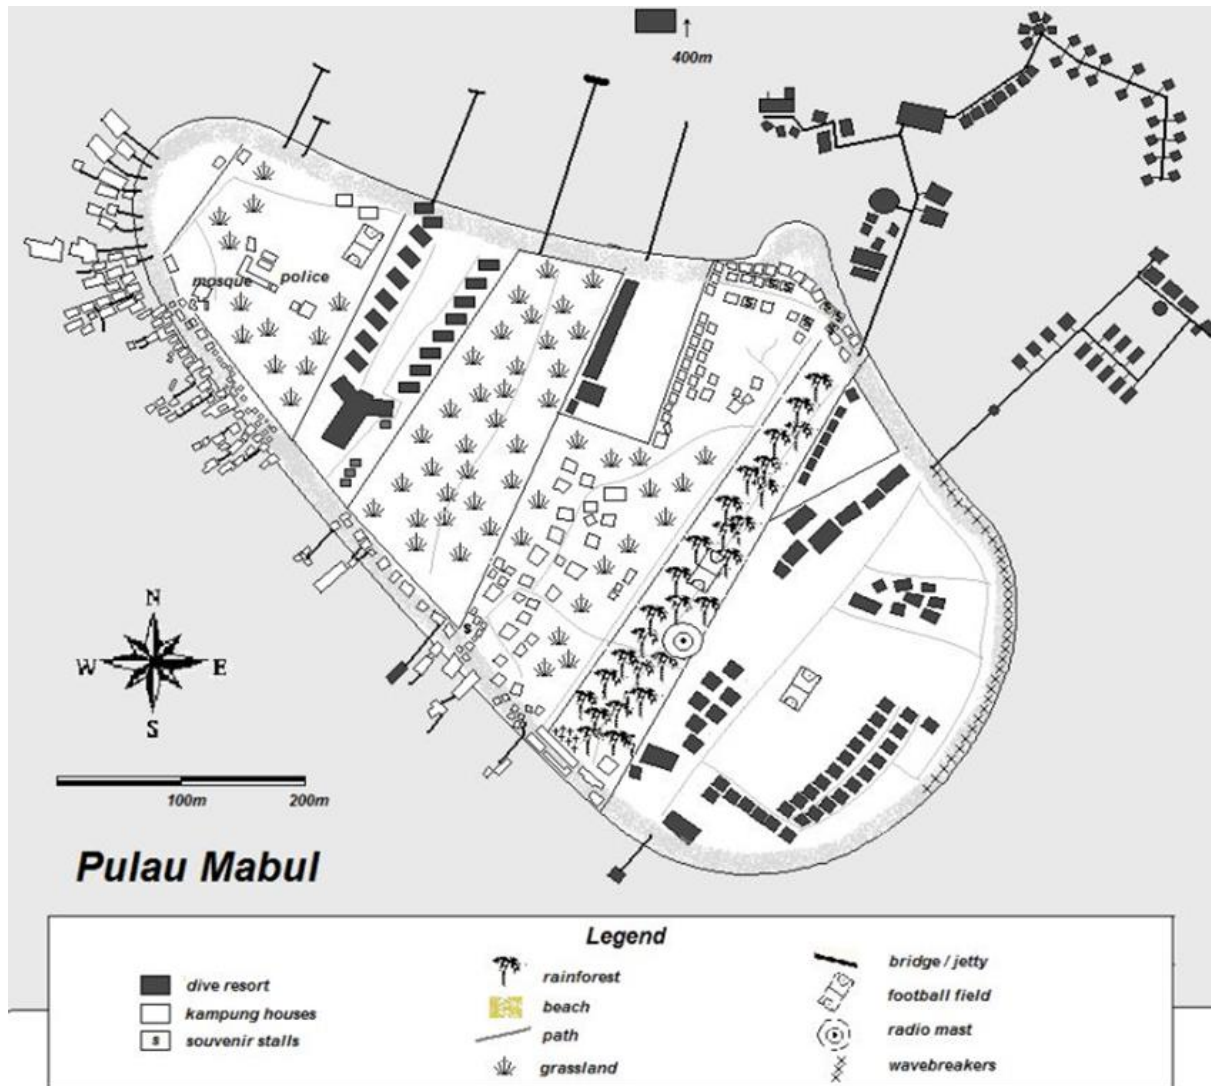 400m
mosque
police
N
W E
S
S
100m 200m
Pulau Mabul
Legend
dive resort
kampung houses
s souvenir stalls
rainforest
beach
path
grassland
bridge / jetty
football field
radio mast
wavebreakers